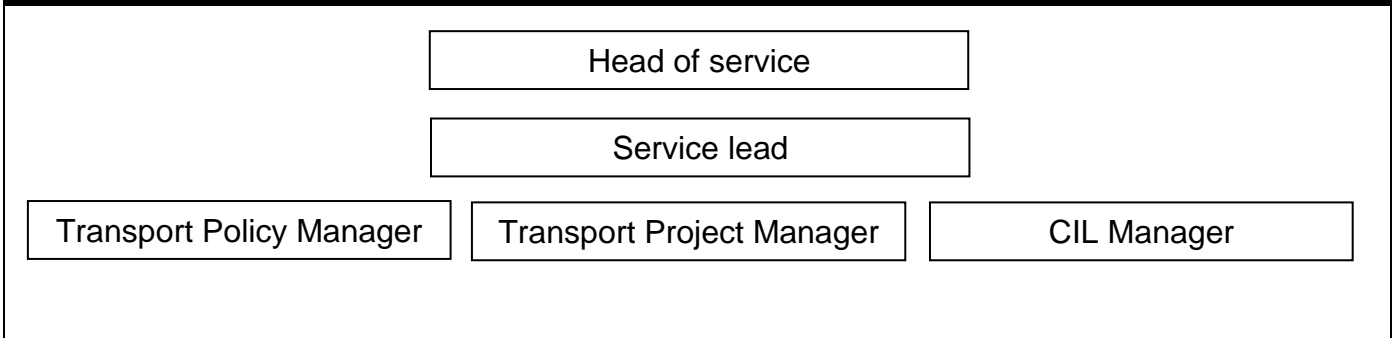 Head of service
Service lead
Transport Policy Manager
Transport Project Manager
CIL Manager